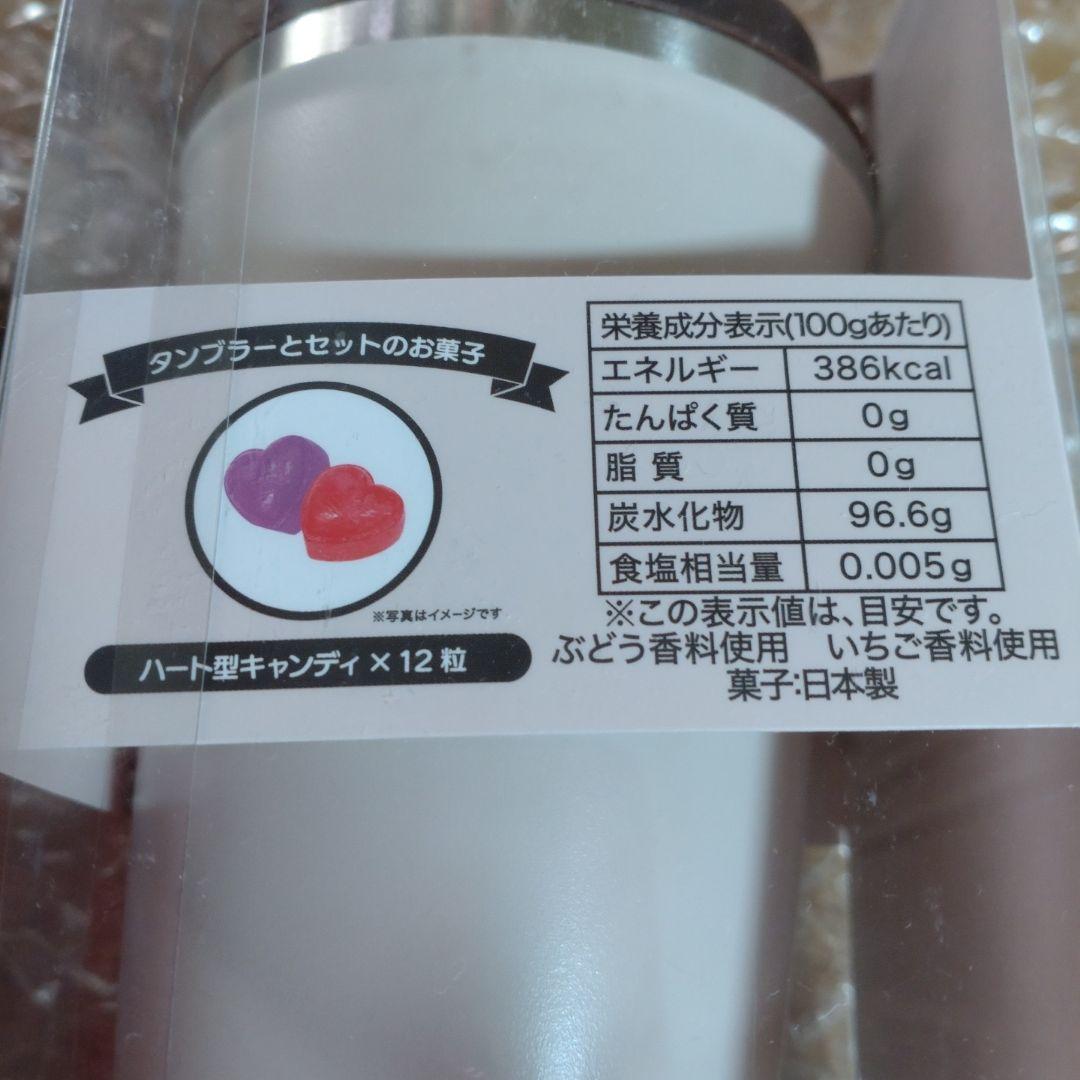 タンブラーとセットのお菓子
※写真はイメージです
ハート型キャンディ×12粒
栄養成分表示(100gあたり)
エネルギー 386kcal
たんぱく質 0g
脂質 0g
炭水化物 96.6g
食塩相当量 0.005g
※この表示値は、目安です。
ぶどう香料使用 いちご香料使用
菓子:日本製